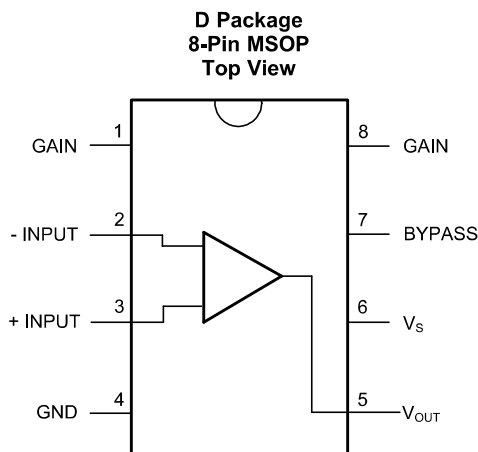 D Package
8-Pin MSOP
Top View
GAIN 1
8 GAIN
- INPUT 2
7 BYPASS
+ INPUT 3
6 VS
GND 4
5 VOUT